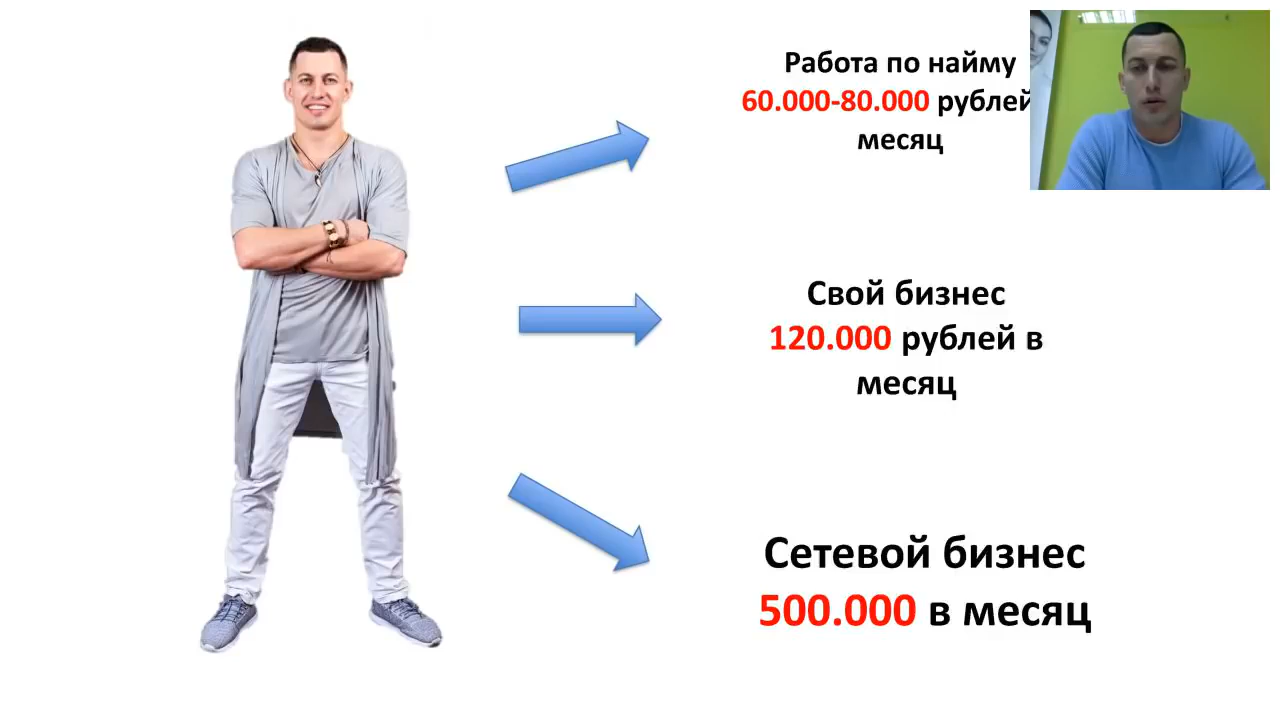 Работа по найму
60.000-80.000 рублей
месяц
Свой бизнес
120.000 рублей в
месяц
Сетевой бизнес
500.000 в месяц